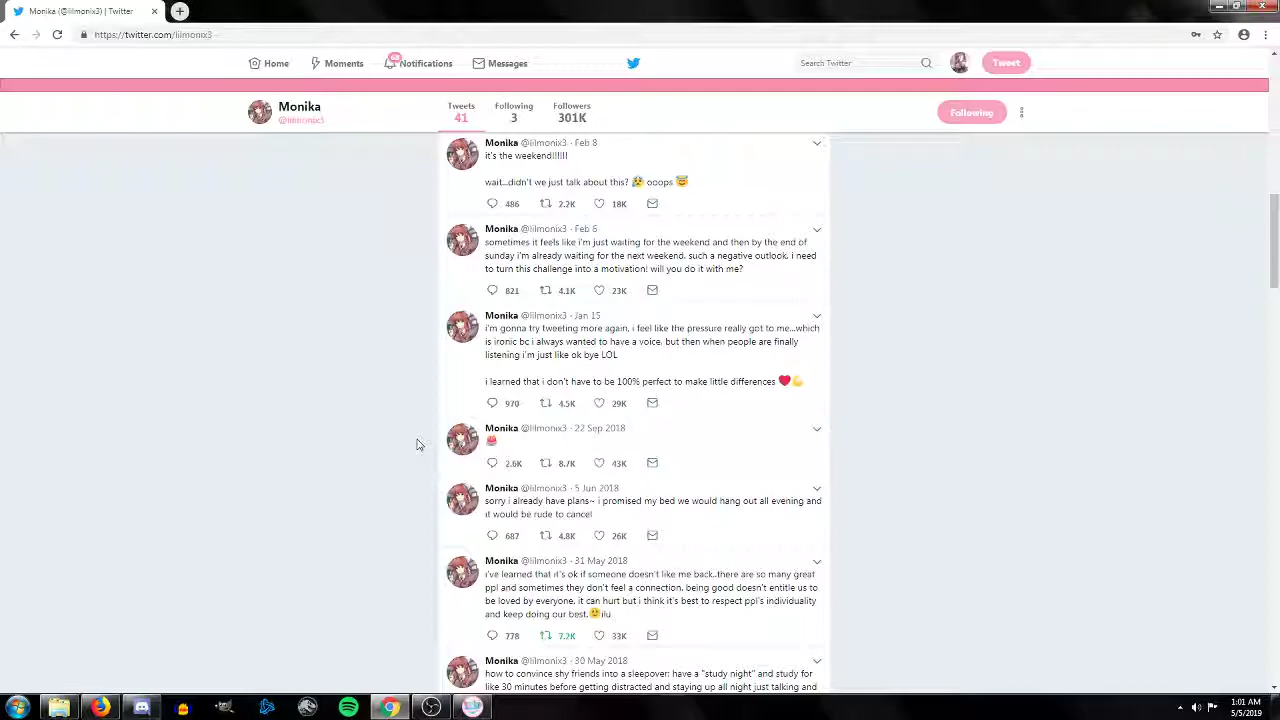 Monika (@lilmonix3) | Twitter
https://twitter.com/lilmonix3
Home
Moments
Notifications
Messages
Search Twitter
Tweet
Monika
@lilmonix3
Tweets
41
Following
3
Followers
301K
Following
Monika @lilmonix3 · Feb 8
it's the weekend!!!!!!
wait...didn't we just talk about this? 😰 ooops 😇
486 2.2K 18K
Monika @lilmonix3 · Feb 6
sometimes it feels like i'm just waiting for the weekend and then by the end of
sunday i'm already waiting for the next weekend. such a negative outlook. i need
to turn this challenge into a motivation! will you do it with me?
821 4.1K 23K
Monika @lilmonix3 · Jan 15
i'm gonna try tweeting more again. i feel like the pressure really got to me...which
is ironic bc i always wanted to have a voice, but then when people are finally
listening i'm just like ok bye LOL
i learned that i don't have to be 100% perfect to make little differences ❤️💪
970 4.5K 29K
Monika @lilmonix3 · 22 Sep 2018
🎂
2.6K 8.7K 43K
Monika @lilmonix3 · 5 Jun 2018
sorry i already have plans~ i promised my bed we would hang out all evening and
it would be rude to cancel
687 4.8K 26K
Monika @lilmonix3 · 31 May 2018
i've learned that it's ok if someone doesn't like me back..there are so many great
ppl and sometimes they don't feel a connection. being good doesn't entitle us to
be loved by everyone. it can hurt but i think it's best to respect ppl's individuality
and keep doing our best.🙂ilu
778 7.2K 33K
Monika @lilmonix3 · 30 May 2018
how to convince shy friends into a sleepover: have a "study night" and study for
like 30 minutes before getting distracted and staying up all night just talking and
1:01 AM
5/5/2019